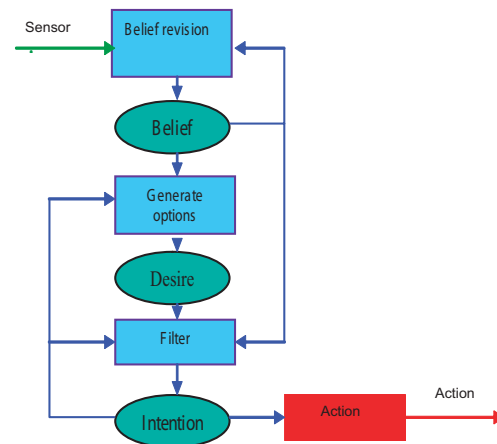 Sensor
Belief revision
Belief
Generate
options
Desire
Filter
Intention
Action
Action